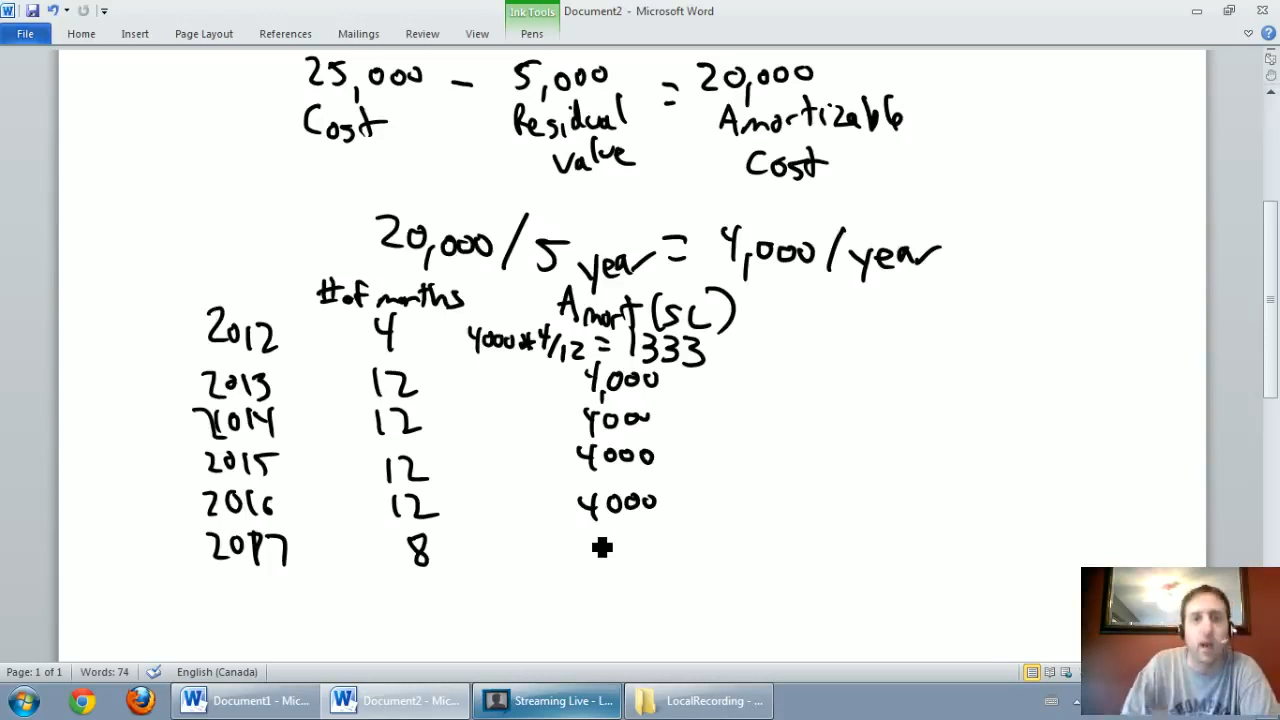 Ink Tools
Document2 - Microsoft Word
File Home Insert Page Layout References Mailings Review View Pens
25,000 - 5,000 = 20,000
Cost Residual Amortizable
Value Cost
20,000/5 year = 4,000/year
# of months Amort (SL)
2012 4 4000*4/12 = 1333
2013 12 4,000
2014 12 4000
2015 12 4000
2016 12 4000
2017 8
Page: 1 of 1 Words: 74 English (Canada)
Document1 - Mic... Document2 - Mic... Streaming Live - L... LocalRecording - ...